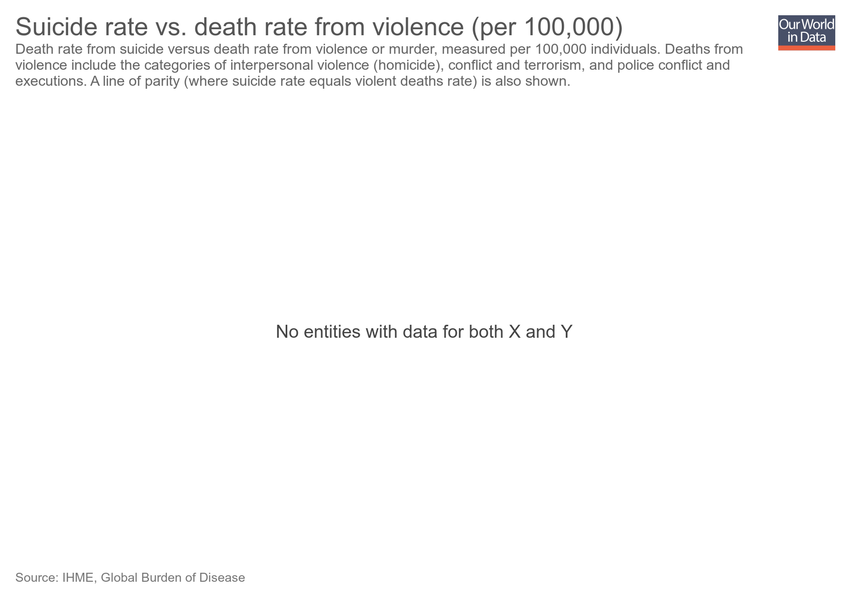 Suicide rate vs. death rate from violence (per 100,000)
Our World
in Data
Death rate from suicide versus death rate from violence or murder, measured per 100,000 individuals. Deaths from
violence include the categories of interpersonal violence (homicide), conflict and terrorism, and police conflict and
executions. A line of parity (where suicide rate equals violent deaths rate) is also shown.
No entities with data for both X and Y
Source: IHME, Global Burden of Disease